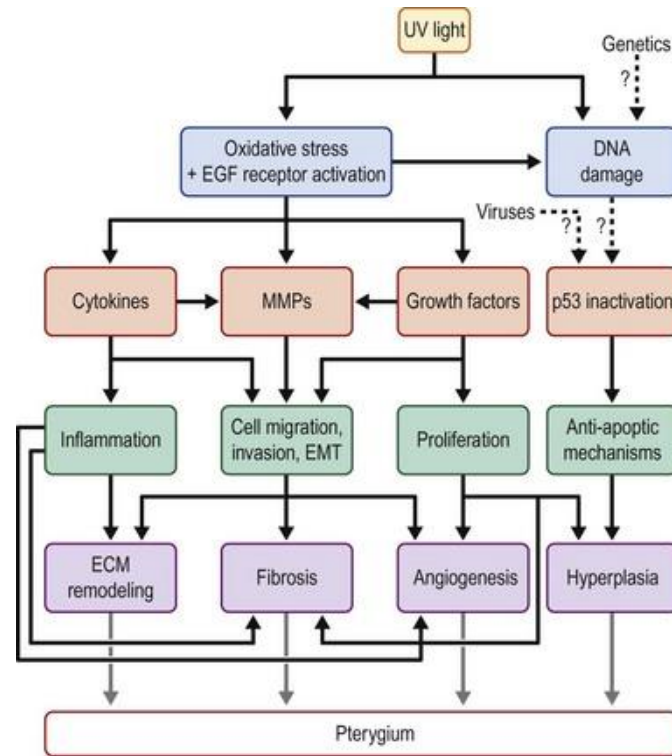 UV light
Genetics
?
Oxidative stress
+ EGF receptor activation
DNA
damage
Viruses
?
?
Cytokines
MMPs
Growth factors
p53 inactivation
Inflammation
Cell migration,
invasion, EMT
Proliferation
Anti-apoptic
mechanisms
ECM
remodeling
Fibrosis
Angiogenesis
Hyperplasia
Pterygium